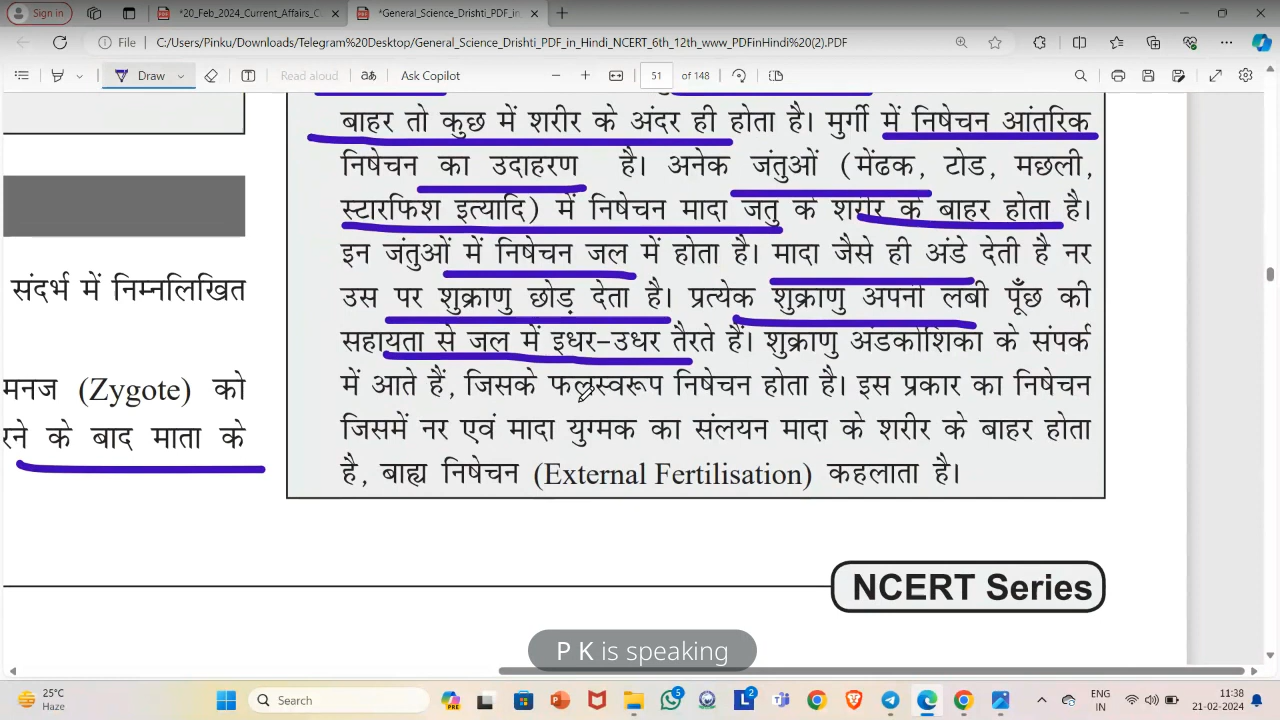 Sign in
*20_Feb_2024_Current_Affairs_C
*General_Science_Drishti_PDF_in_
File C:/Users/Pinku/Downloads/Telegram%20Desktop/General_Science_Drishti_PDF_in_Hindi_NCERT_6th_12th_www_PDFinHindi%20(2).PDF
Draw
Read aloud
Ask Copilot
51 of 148
बाहर तो कुछ में शरीर के अंदर ही होता है। मुर्गी में निषेचन आंतरिक
निषेचन का उदाहरण है। अनेक जंतुओं (मेंढक, टोड, मछली,
स्टारफिश इत्यादि) में निषेचन मादा जंतु के शरीर के बाहर होता है।
इन जंतुओं में निषेचन जल में होता है। मादा जैसे ही अंडे देती है नर
उस पर शुक्राणु छोड़ देता है। प्रत्येक शुक्राणु अपनी लंबी पूँछ की
सहायता से जल में इधर-उधर तैरते हैं। शुक्राणु अंडकोशिका के संपर्क
में आते हैं, जिसके फलस्वरूप निषेचन होता है। इस प्रकार का निषेचन
जिसमें नर एवं मादा युग्मक का संलयन मादा के शरीर के बाहर होता
है, बाह्य निषेचन (External Fertilisation) कहलाता है।
संदर्भ में निम्नलिखित
मनज (Zygote) को
रने के बाद माता के
NCERT Series
P K is speaking
25°C
Haze
Search
PRE
5
2
ENG
IN
11:38
21-02-2024